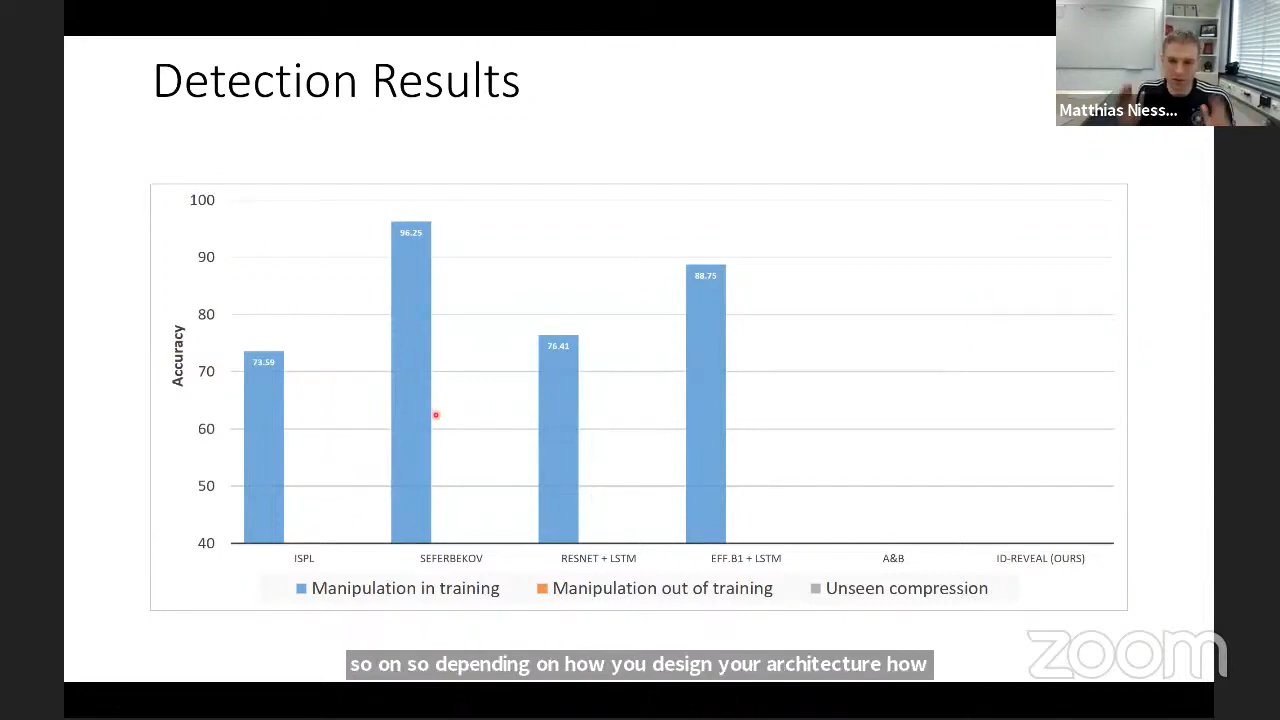 Detection Results
Matthias Niess...
100
90
80
70
60
50
40
Accuracy
73.59
96.25
76.41
88.75
ISPL
SEFERBEKOV
RESNET + LSTM
EFF.B1 + LSTM
A&B
ID-REVEAL (OURS)
Manipulation in training
Manipulation out of training
Unseen compression
so on so depending on how you design your architecture how
zoom